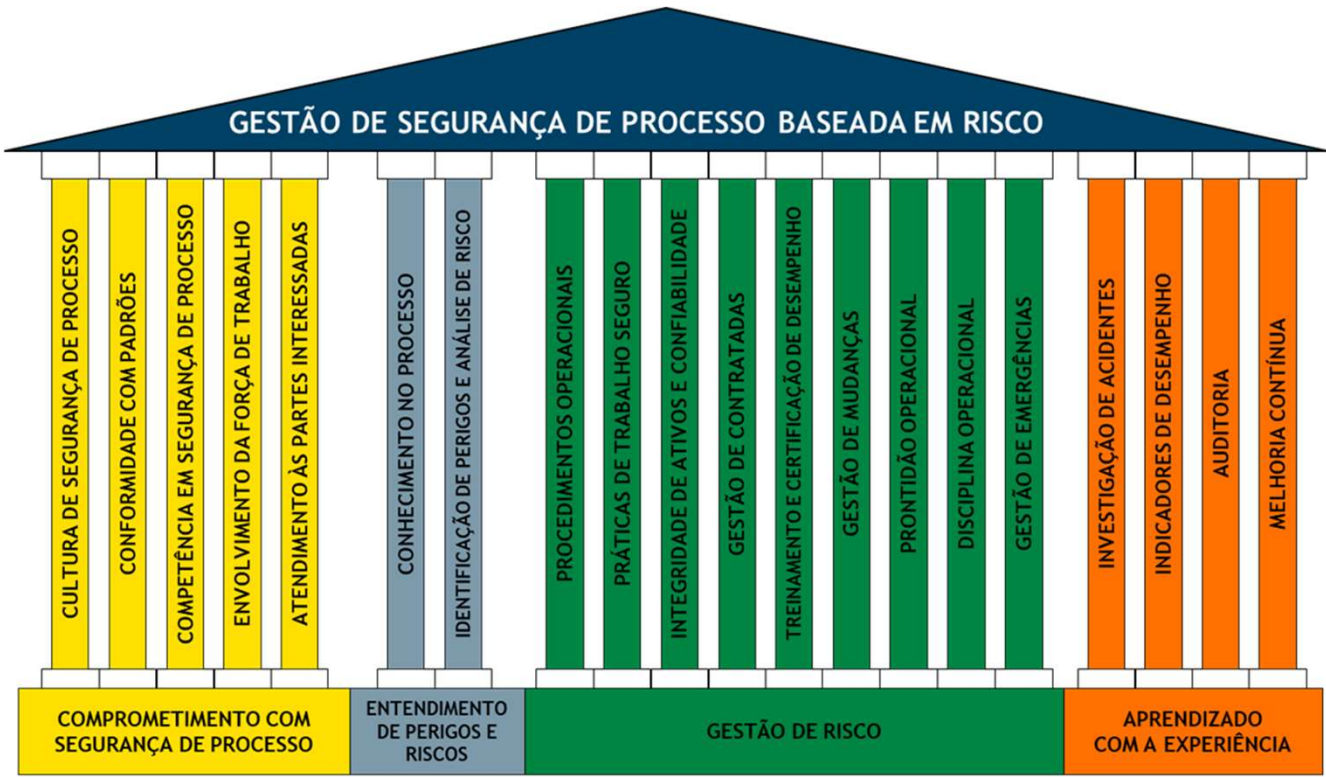 GESTÃO DE SEGURANÇA DE PROCESSO BASEADA EM RISCO
CULTURA DE SEGURANÇA DE PROCESSO
CONFORMIDADE COM PADRÕES
COMPETÊNCIA EM SEGURANÇA DE PROCESSO
ENVOLVIMENTO DA FORÇA DE TRABALHO
ATENDIMENTO ÀS PARTES INTERESSADAS
CONHECIMENTO NO PROCESSO
IDENTIFICAÇÃO DE PERIGOS E ANÁLISE DE RISCO
PROCEDIMENTOS OPERACIONAIS
PRÁTICAS DE TRABALHO SEGURO
INTEGRIDADE DE ATIVOS E CONFIABILIDADE
GESTÃO DE CONTRATADAS
TREINAMENTO E CERTIFICAÇÃO DE DESEMPENHO
GESTÃO DE MUDANÇAS
PRONTIDÃO OPERACIONAL
DISCIPLINA OPERACIONAL
GESTÃO DE EMERGÊNCIAS
INVESTIGAÇÃO DE ACIDENTES
INDICADORES DE DESEMPENHO
AUDITORIA
MELHORIA CONTÍNUA
COMPROMETIMENTO COM
SEGURANÇA DE PROCESSO
ENTENDIMENTO
DE PERIGOS E
RISCOS
GESTÃO DE RISCO
APRENDIZADO
COM A EXPERIÊNCIA